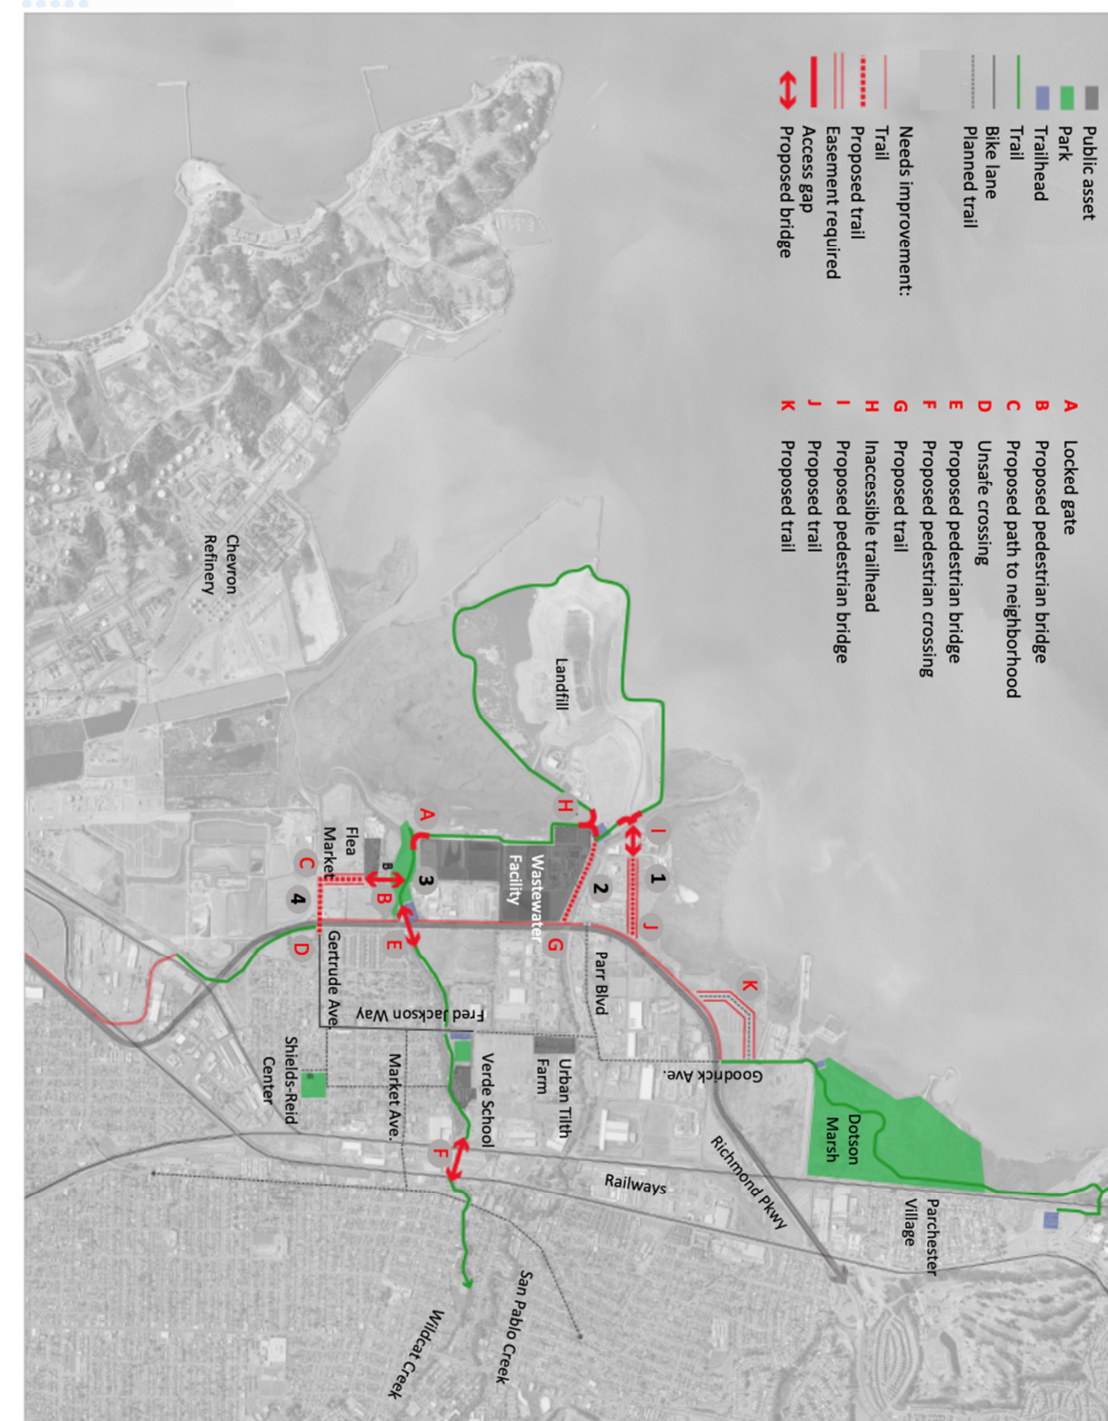 Public asset
Park
Trailhead
Trail
Bike lane
Planned trail
Needs improvement:
Trail
Proposed trail
Easement required
Access gap
Proposed bridge
A Locked gate
B Proposed pedestrian bridge
C Proposed path to neighborhood
D Unsafe crossing
E Proposed pedestrian bridge
F Proposed pedestrian crossing
G Proposed trail
H Inaccessible trailhead
I Proposed pedestrian bridge
J Proposed trail
K Proposed trail
Chevron
Refinery
Landfill
H
I
1
2
J
A
3
B
B
Flea
Market
C
4
D
E
G
Wastewater
Facility
K
Parr Blvd
Gertrude Ave.
Fred Jackson Way
Goodrick Ave.
Shields-Reid
Center
Market Ave.
Verde School
Urban Tilth
Farm
F
Railways
Richmond Pkwy
Dotson
Marsh
Parchester
Village
San Pablo Creek
Wildcat Creek